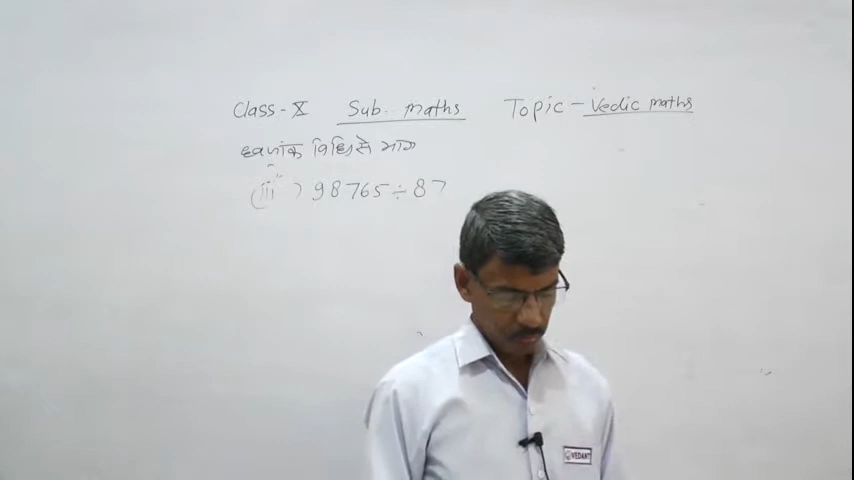 Class-X Sub. maths Topic - Vedic maths
ध्वजांक विधि से भाग
(iii) 98765÷87
VEDANT